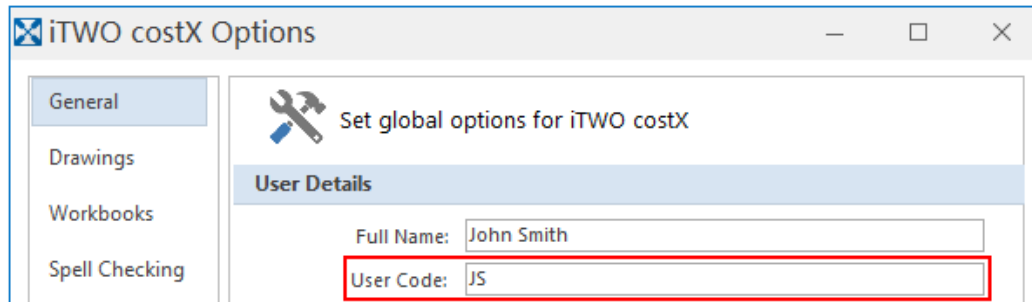 iTWO costX Options
General
Set global options for iTWO costX
Drawings
User Details
Workbooks
Full Name: John Smith
Spell Checking
User Code: JS